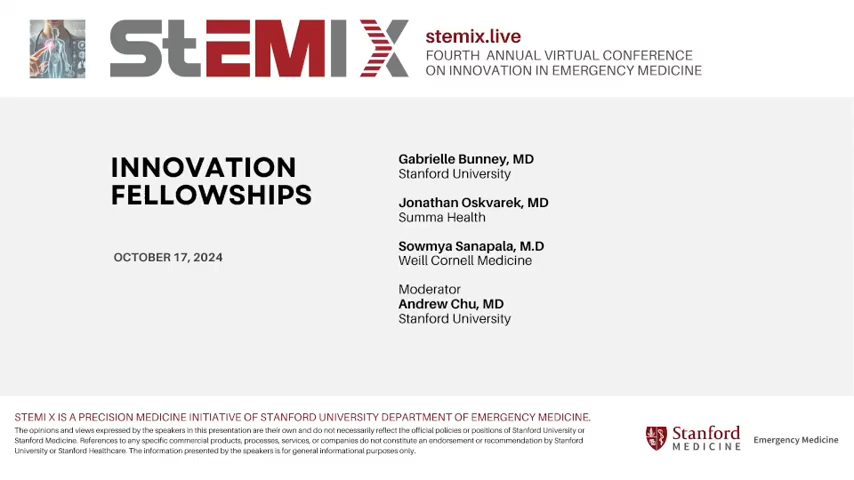 StEMI X
stemix.live
FOURTH ANNUAL VIRTUAL CONFERENCE
ON INNOVATION IN EMERGENCY MEDICINE
INNOVATION
FELLOWSHIPS
OCTOBER 17, 2024
Gabrielle Bunney, MD
Stanford University
Jonathan Oskvarek, MD
Summa Health
Sowmya Sanapala, M.D
Weill Cornell Medicine
Moderator
Andrew Chu, MD
Stanford University
STEMI X IS A PRECISION MEDICINE INITIATIVE OF STANFORD UNIVERSITY DEPARTMENT OF EMERGENCY MEDICINE.
The opinions and views expressed by the speakers in this presentation are their own and do not necessarily reflect the official policies or positions of Stanford University or
Stanford Medicine. References to any specific commercial products, processes, services, or companies do not constitute an endorsement or recommendation by Stanford
University or Stanford Healthcare. The information presented by the speakers is for general informational purposes only.
Stanford
MEDICINE
Emergency Medicine